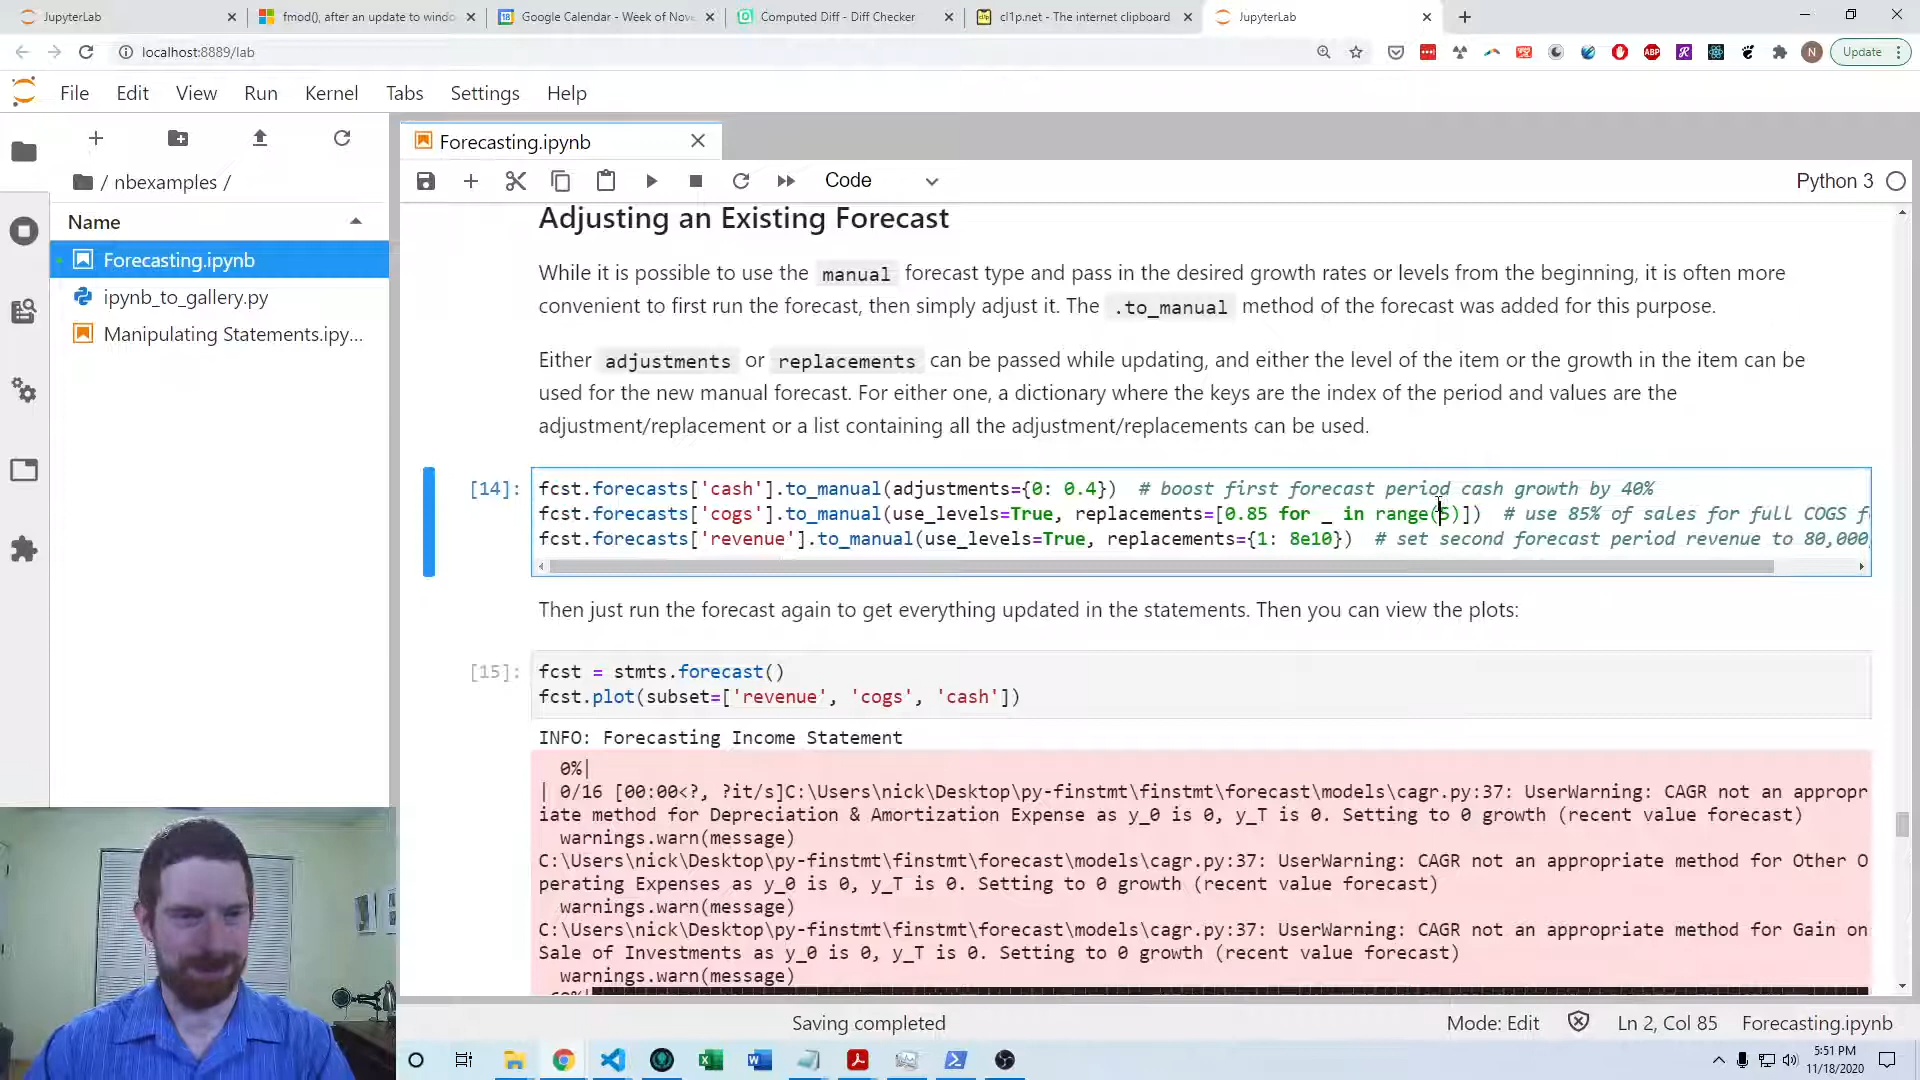 JupyterLab
fmod(), after an update to windo
Google Calendar - Week of Nov
Computed Diff - Diff Checker
cl1p.net - The internet clipboard
JupyterLab
localhost:8889/lab
ABP
N
Update
File Edit View Run Kernel Tabs Settings Help
/ nbexamples /
Name
Forecasting.ipynb
ipynb_to_gallery.py
Manipulating Statements.ipy...
Forecasting.ipynb
Code
Python 3
Adjusting an Existing Forecast
While it is possible to use the manual forecast type and pass in the desired growth rates or levels from the beginning, it is often more
convenient to first run the forecast, then simply adjust it. The .to_manual method of the forecast was added for this purpose.
Either adjustments or replacements can be passed while updating, and either the level of the item or the growth in the item can be
used for the new manual forecast. For either one, a dictionary where the keys are the index of the period and values are the
adjustment/replacement or a list containing all the adjustment/replacements can be used.
[14]: fcst.forecasts['cash'].to_manual(adjustments={0: 0.4})  # boost first forecast period cash growth by 40%
fcst.forecasts['cogs'].to_manual(use_levels=True, replacements=[0.85 for _ in range(5)])  # use 85% of sales for full COGS f
fcst.forecasts['revenue'].to_manual(use_levels=True, replacements={1: 8e10})  # set second forecast period revenue to 80,000,
Then just run the forecast again to get everything updated in the statements. Then you can view the plots:
[15]: fcst = stmts.forecast()
fcst.plot(subset=['revenue', 'cogs', 'cash'])
INFO: Forecasting Income Statement
0%|
| 0/16 [00:00<?, ?it/s]C:\Users\nick\Desktop\py-finstmt\finstmt\forecast\models\cagr.py:37: UserWarning: CAGR not an appropr
iate method for Depreciation & Amortization Expense as y_0 is 0, y_T is 0. Setting to 0 growth (recent value forecast)
warnings.warn(message)
C:\Users\nick\Desktop\py-finstmt\finstmt\forecast\models\cagr.py:37: UserWarning: CAGR not an appropriate method for Other O
perating Expenses as y_0 is 0, y_T is 0. Setting to 0 growth (recent value forecast)
warnings.warn(message)
C:\Users\nick\Desktop\py-finstmt\finstmt\forecast\models\cagr.py:37: UserWarning: CAGR not an appropriate method for Gain on
Sale of Investments as y_0 is 0, y_T is 0. Setting to 0 growth (recent value forecast)
warnings.warn(message)
Saving completed
Mode: Edit
Ln 2, Col 85
Forecasting.ipynb
5:51 PM
11/18/2020